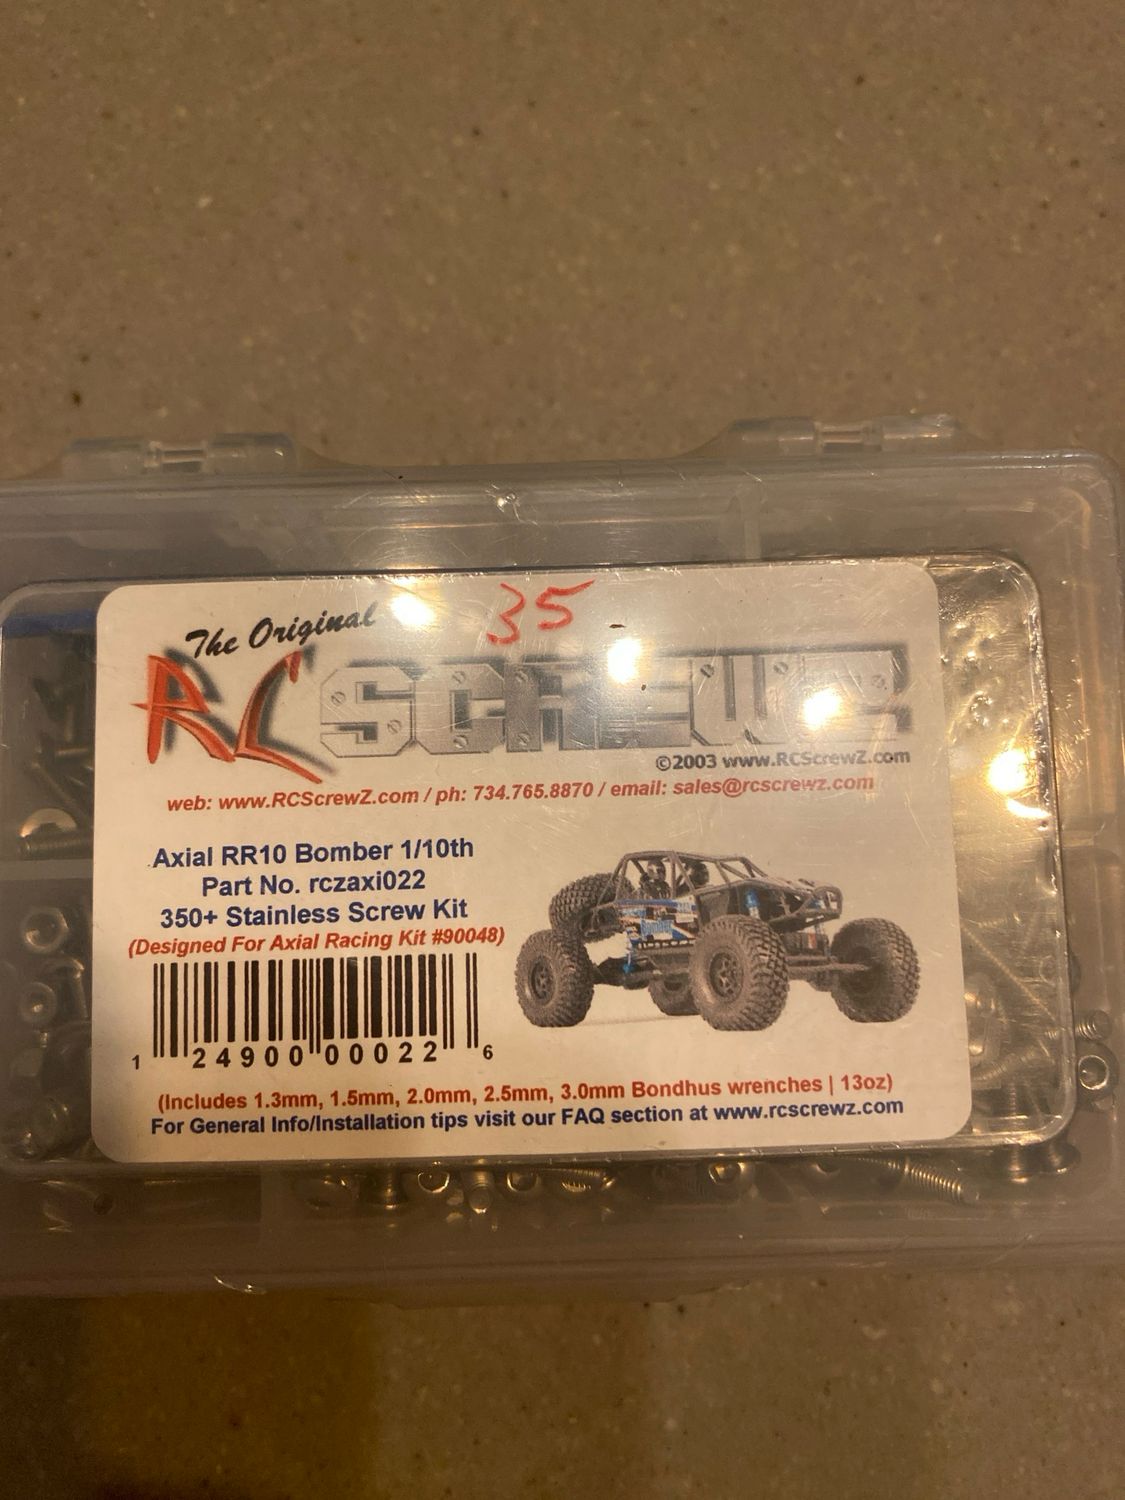 35
The Original
RC SCREWZ
©2003 www.RCScrewZ.com
web: www.RCScrewZ.com / ph: 734.765.8870 / email: sales@rcscrewz.com
Axial RR10 Bomber 1/10th
Part No. rczaxi022
350+ Stainless Screw Kit
(Designed For Axial Racing Kit #90048)
Bomber
1 24900 00022 6
(Includes 1.3mm, 1.5mm, 2.0mm, 2.5mm, 3.0mm Bondhus wrenches | 13oz)
For General Info/Installation tips visit our FAQ section at www.rcscrewz.com